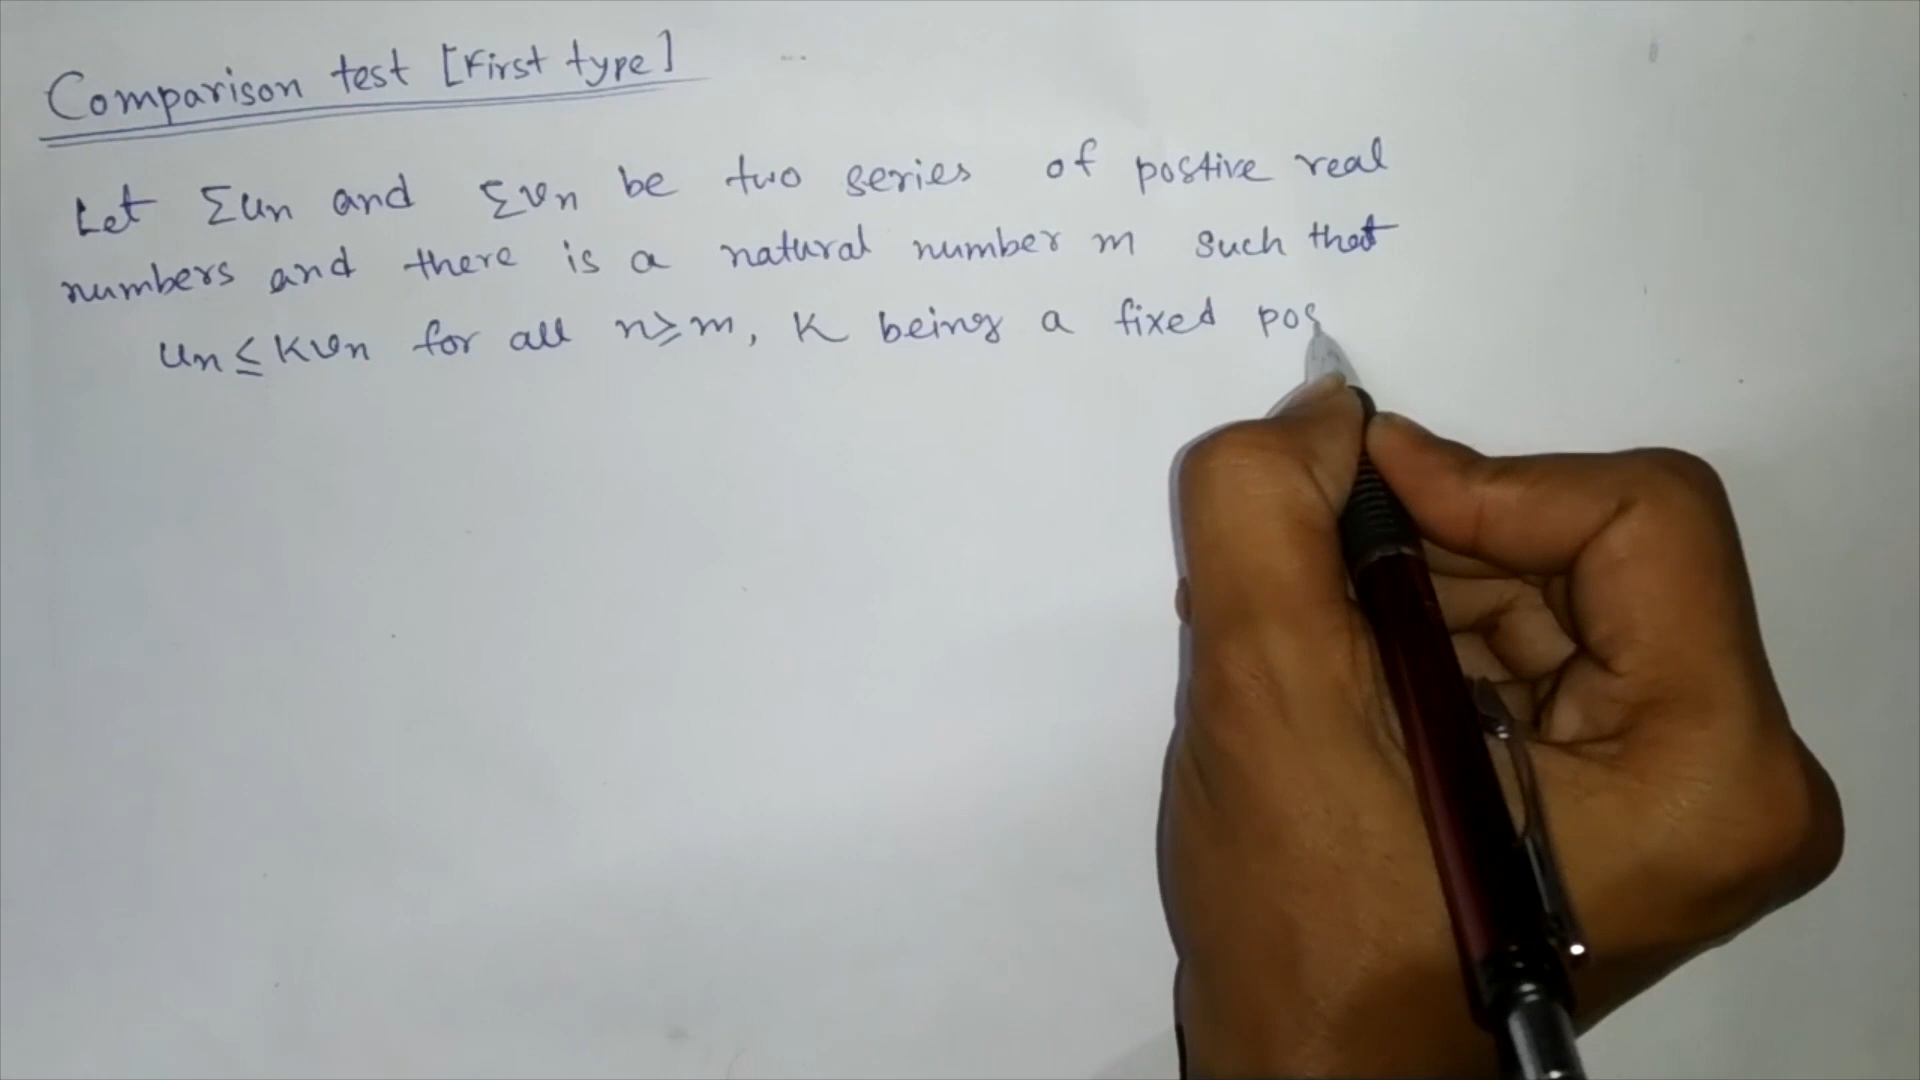 Comparison test [First type]
Let Σun and Σvn be two series of postive real
numbers and there is a natural number m such that
un ≤ Kvn for all n ≥ m, K being a fixed pos